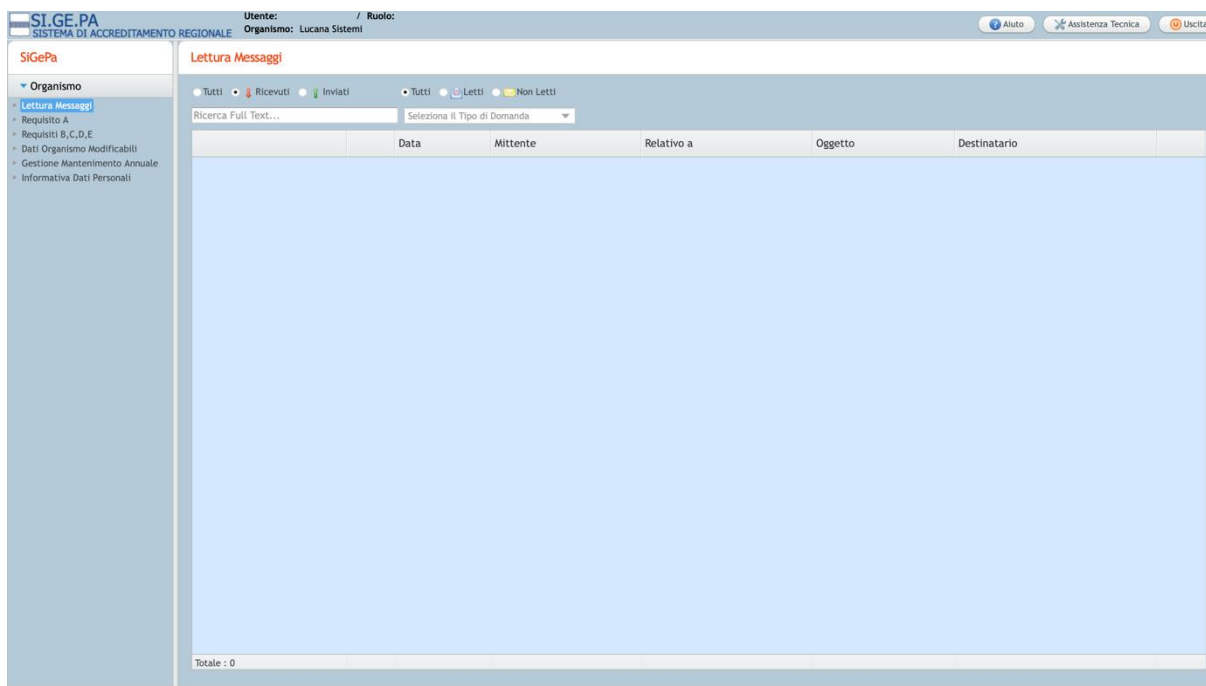 SI.GE.PA
SISTEMA DI ACCREDITAMENTO REGIONALE
Utente: / Ruolo:
Organismo: Lucana Sistemi
Aiuto
Assistenza Tecnica
Uscita
SiGePa
Organismo
Lettura Messaggi
Requisito A
Requisiti B,C,D,E
Dati Organismo Modificabili
Gestione Mantenimento Annuale
Informativa Dati Personali
Lettura Messaggi
Tutti Ricevuti Inviati Tutti Letti Non Letti
Ricerca Full Text... Seleziona il Tipo di Domanda
Data Mittente Relativo a Oggetto Destinatario
Totale : 0